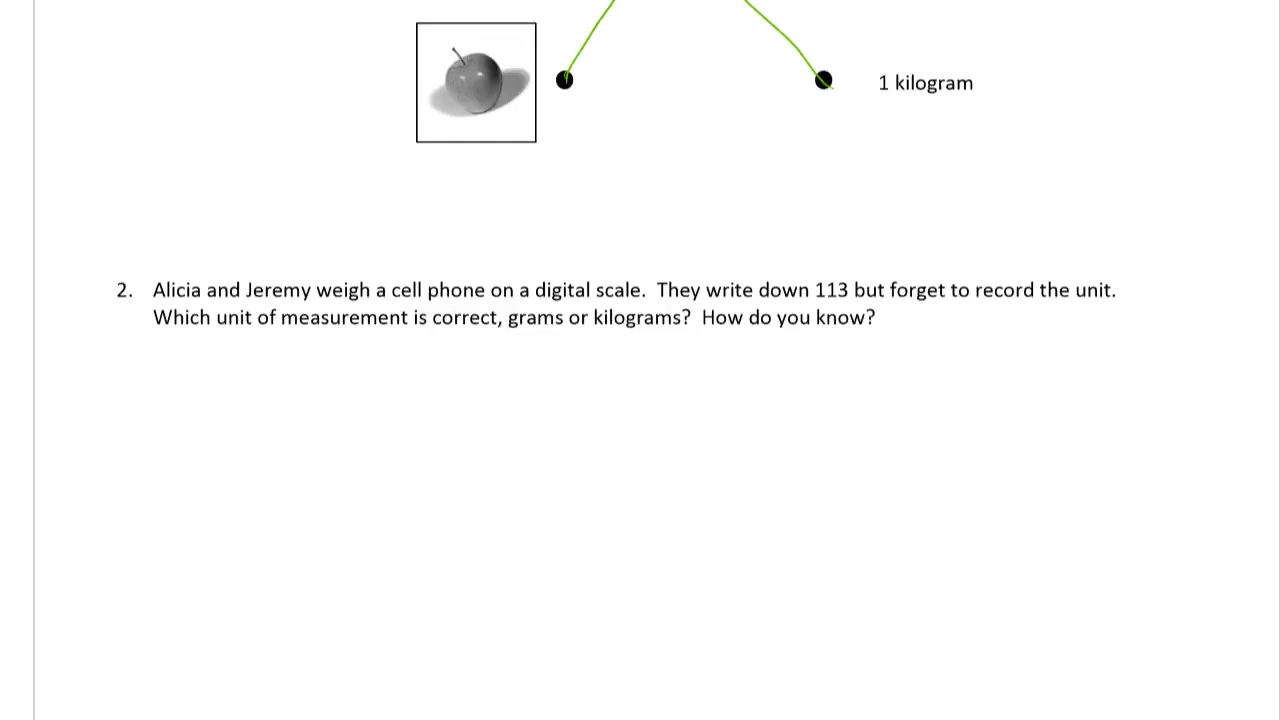 1 kilogram
2. Alicia and Jeremy weigh a cell phone on a digital scale. They write down 113 but forget to record the unit.
Which unit of measurement is correct, grams or kilograms? How do you know?